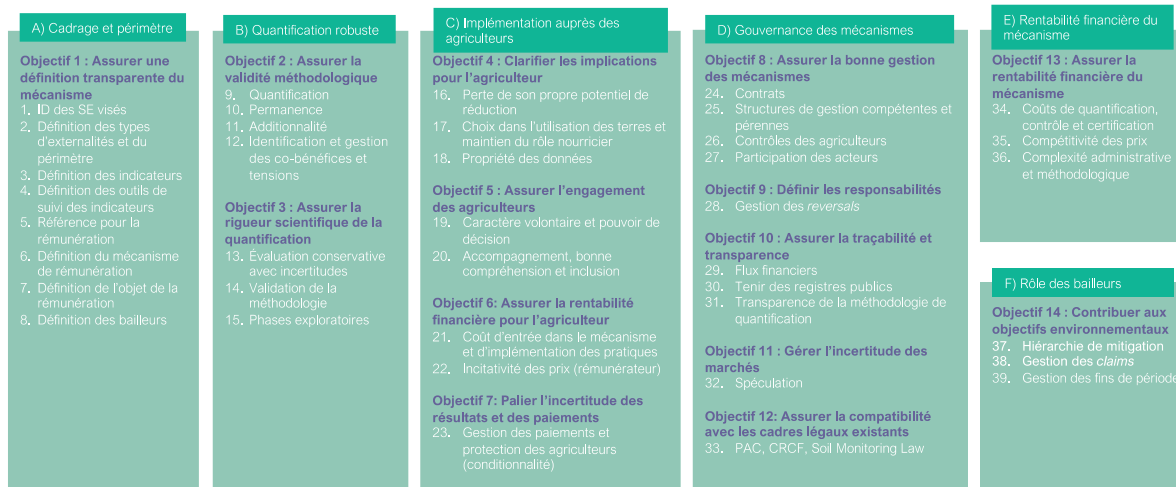 A) Cadrage et périmètre
Objectif 1 : Assurer une
définition transparente du
mécanisme
1. ID des SE visés
2. Définition des types
d'externalités et du
périmètre
3. Définition des indicateurs
4. Définition des outils de
suivi des indicateurs
5. Référence pour la
rémunération
6. Définition du mécanisme
de rémunération
7. Définition de l'objet de la
rémunération
8. Définition des bailleurs
B) Quantification robuste
Objectif 2 : Assurer la
validité méthodologique
9. Quantification
10. Permanence
11. Additionnalité
12. Identification et gestion
des co-bénéfices et
tensions
Objectif 3 : Assurer la
rigueur scientifique de la
quantification
13. Évaluation conservative
avec incertitudes
14. Validation de la
méthodologie
15. Phases exploratoires
C) Implémentation auprès des
agriculteurs
Objectif 4 : Clarifier les implications
pour l'agriculteur
16. Perte de son propre potentiel de
réduction
17. Choix dans l'utilisation des terres et
maintien du rôle nourricier
18. Propriété des données
Objectif 5 : Assurer l'engagement
des agriculteurs
19. Caractère volontaire et pouvoir de
décision
20. Accompagnement, bonne
compréhension et inclusion
Objectif 6: Assurer la rentabilité
financière pour l'agriculteur
21. Coût d'entrée dans le mécanisme
et d'implémentation des pratiques
22. Incitativité des prix (rémunérateur)
Objectif 7: Palier l'incertitude des
résultats et des paiements
23. Gestion des paiements et
protection des agriculteurs
(conditionnalité)
D) Gouvernance des mécanismes
Objectif 8 : Assurer la bonne gestion
des mécanismes
24. Contrats
25. Structures de gestion compétentes et
pérennes
26. Contrôles des agriculteurs
27. Participation des acteurs
Objectif 9 : Définir les responsabilités
28. Gestion des reversals
Objectif 10 : Assurer la traçabilité et
transparence
29. Flux financiers
30. Tenir des registres publics
31. Transparence de la méthodologie de
quantification
Objectif 11 : Gérer l'incertitude des
marchés
32. Spéculation
Objectif 12: Assurer la compatibilité
avec les cadres légaux existants
33. PAC, CRCF, Soil Monitoring Law
E) Rentabilité financière du
mécanisme
Objectif 13 : Assurer la
rentabilité financière du
mécanisme
34. Coûts de quantification,
contrôle et certification
35. Compétitivité des prix
36. Complexité administrative
et méthodologique
F) Rôle des bailleurs
Objectif 14 : Contribuer aux
objectifs environnementaux
37. Hiérarchie de mitigation
38. Gestion des claims
39. Gestion des fins de période